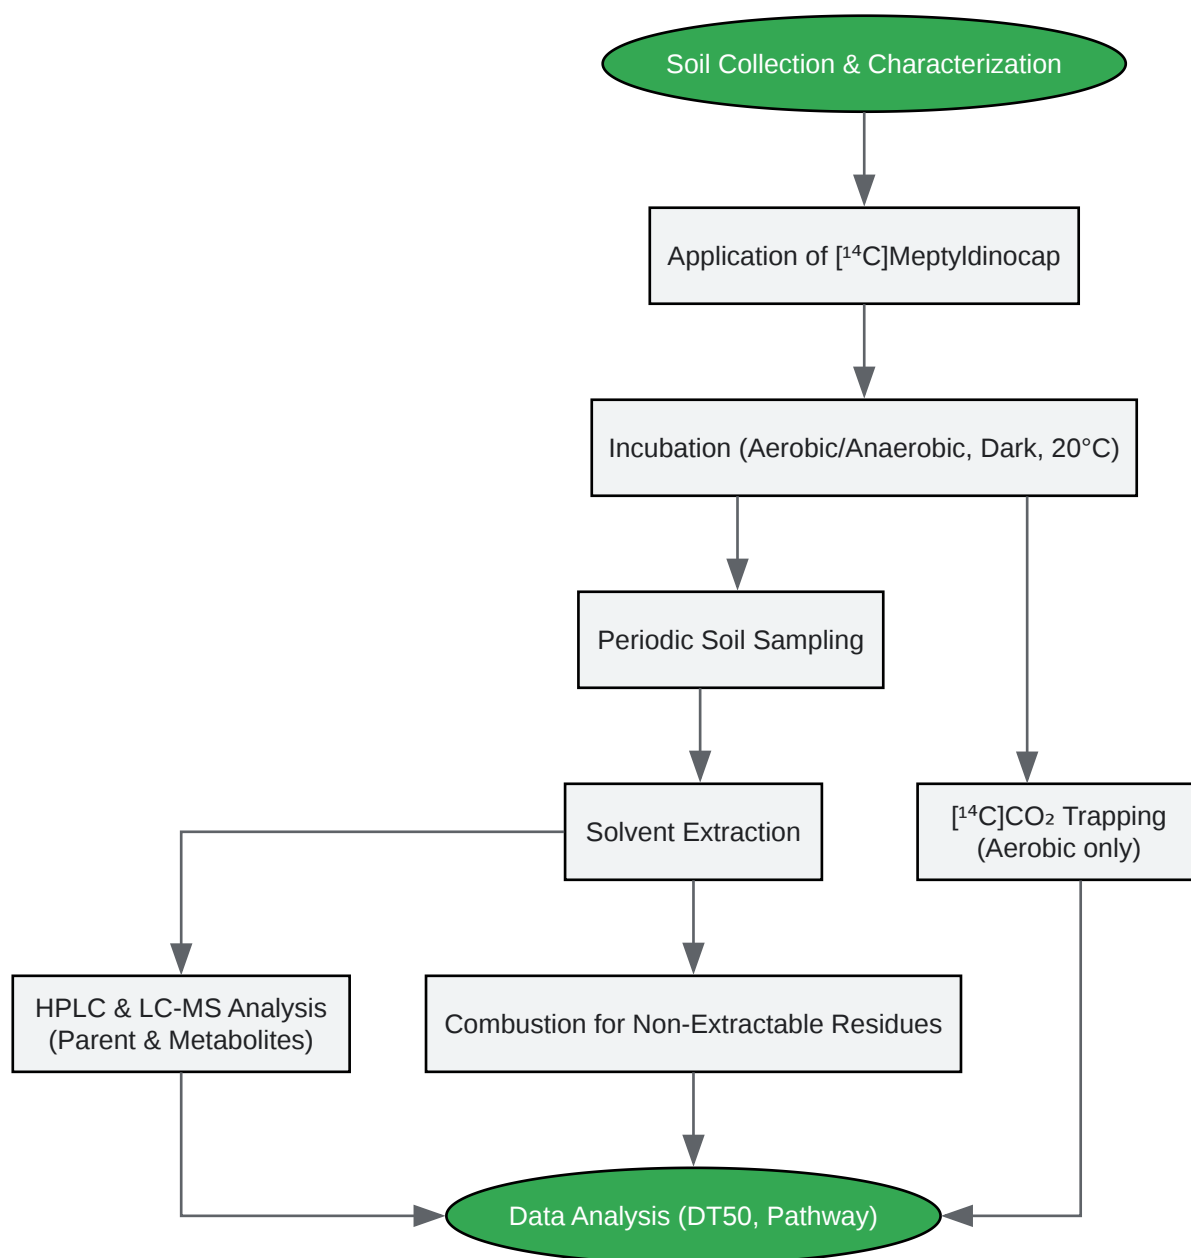 Soil Collection & Characterization
Application of [¹⁴C]Meptyldinocap
Incubation (Aerobic/Anaerobic, Dark, 20°C)
Periodic Soil Sampling
Solvent Extraction
[¹⁴C]CO₂ Trapping
(Aerobic only)
HPLC & LC-MS Analysis
(Parent & Metabolites)
Combustion for Non-Extractable Residues
Data Analysis (DT50, Pathway)